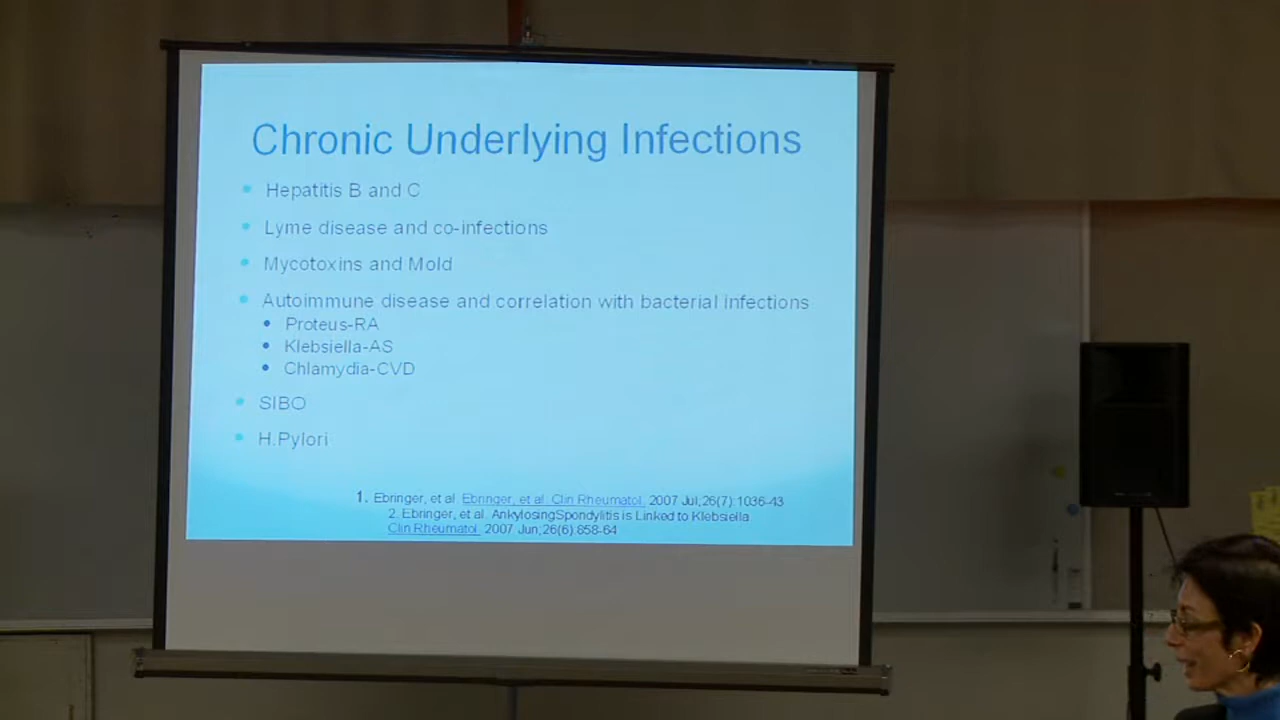 Chronic Underlying Infections
Hepatitis B and C
Lyme disease and co-infections
Mycotoxins and Mold
Autoimmune disease and correlation with bacterial infections
Proteus-RA
Klebsiella-AS
Chlamydia-CVD
SIBO
H.Pylori
1. Ebringer, et al. Ebringer, et al. Clin Rheumatol. 2007 Jul;26(7):1036-43
2. Ebringer, et al. AnkylosingSpondylitis is Linked to Klebsiella.
Clin Rheumatol. 2007 Jun;26(6):858-64